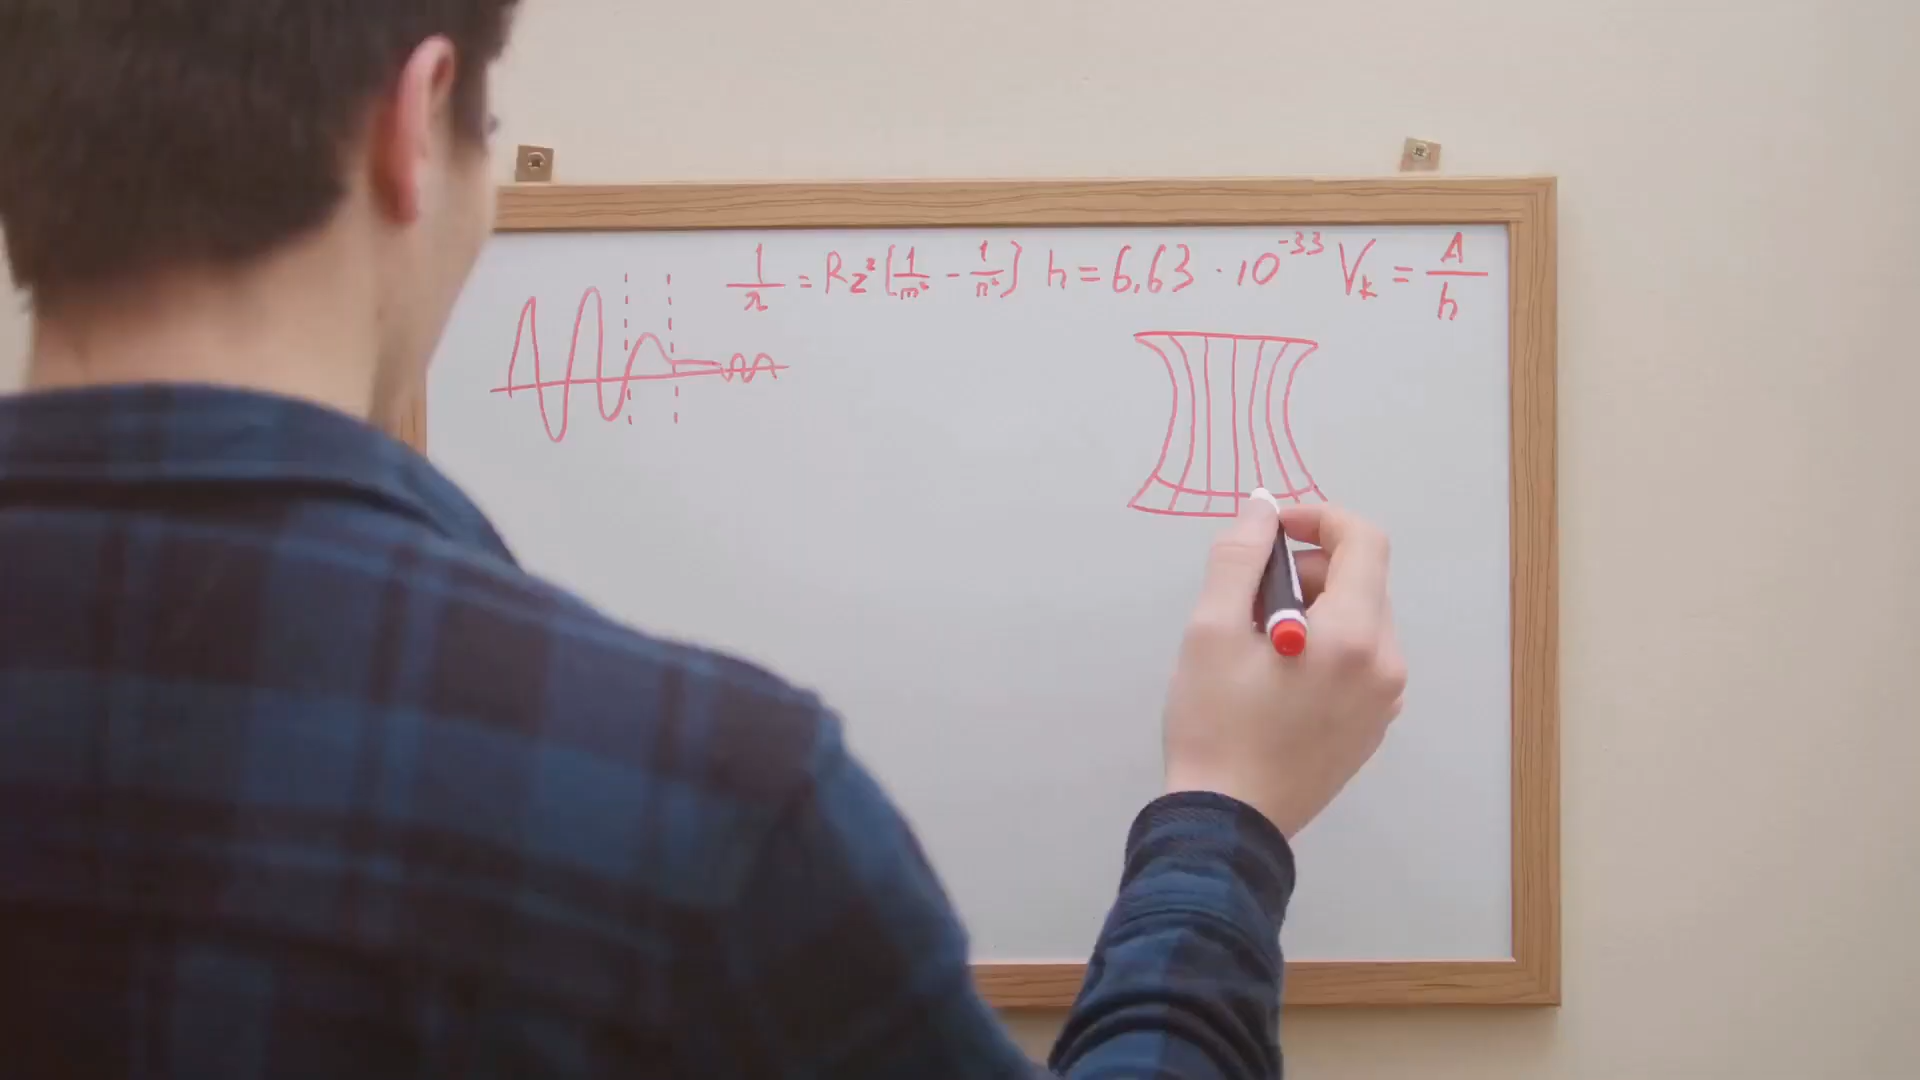 1/λ = Rz²(1/m² - 1/n²) h = 6,63 · 10⁻³³ Vₖ = A/h